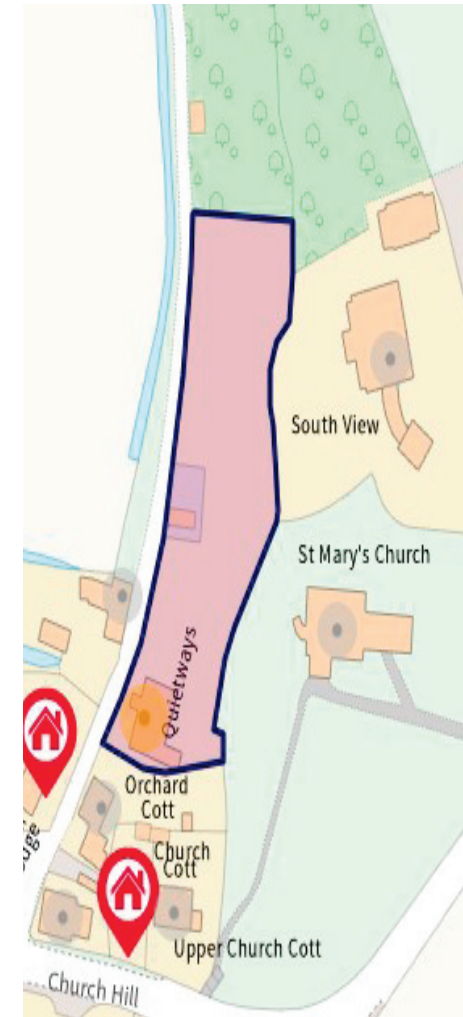 South View
St Mary's Church
Quietways
Orchard
Cott
Church
Cott
Upper Church Cott
Church Hill